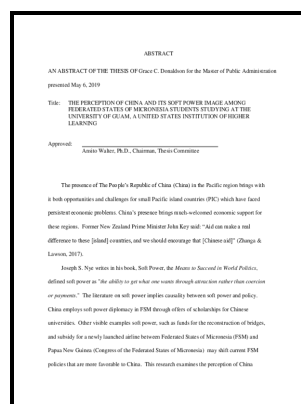 ABSTRACT
AN ABSTRACT OF THE THESIS OF Grace C. Donaldson for the Master of Public Administration
presented May 6, 2019
Title: THE PERCEPTION OF CHINA AND ITS SOFT POWER IMAGE AMONG
FEDERATED STATES OF MICRONESIA STUDENTS STUDYING AT THE
UNIVERSITY OF GUAM, A UNITED STATES INSTITUTION OF HIGHER
LEARNING
Approved:
Ansito Walter, Ph.D., Chairman, Thesis Committee
The presence of The People's Republic of China (China) in the Pacific region brings with
it both opportunities and challenges for small Pacific island countries (PIC) which have faced
persistent economic problems. China's presence brings much-welcomed economic support for
these regions. Former New Zealand Prime Minister John Key said: "Aid can make a real
difference to these [island] countries, and we should encourage that [Chinese aid]" (Zhanga &
Lawson, 2017).
Joseph S. Nye writes in his book, Soft Power, the Means to Succeed in World Politics,
defined soft power as "the ability to get what one wants through attraction rather than coercion
or payments." The literature on soft power implies causality between soft power and policy.
China employs soft power diplomacy in FSM through offers of scholarships for Chinese
universities. Other visible examples soft power, such as funds for the reconstruction of bridges,
and subsidy for a newly launched airline between Federated States of Micronesia (FSM) and
Papua New Guinea (Congress of the Federated States of Micronesia) may shift current FSM
policies that are more favorable to China. This research examines the perception of China